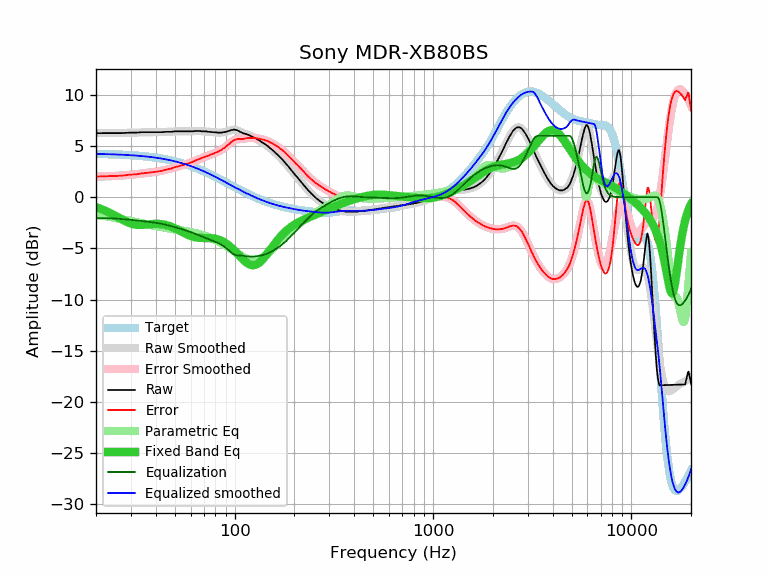 Sony MDR-XB80BS
Amplitude (dBr)
10
5
0
−5
−10
−15
−20
−25
−30
Target
Raw Smoothed
Error Smoothed
Raw
Error
Parametric Eq
Fixed Band Eq
Equalization
Equalized smoothed
100
1000
10000
Frequency (Hz)